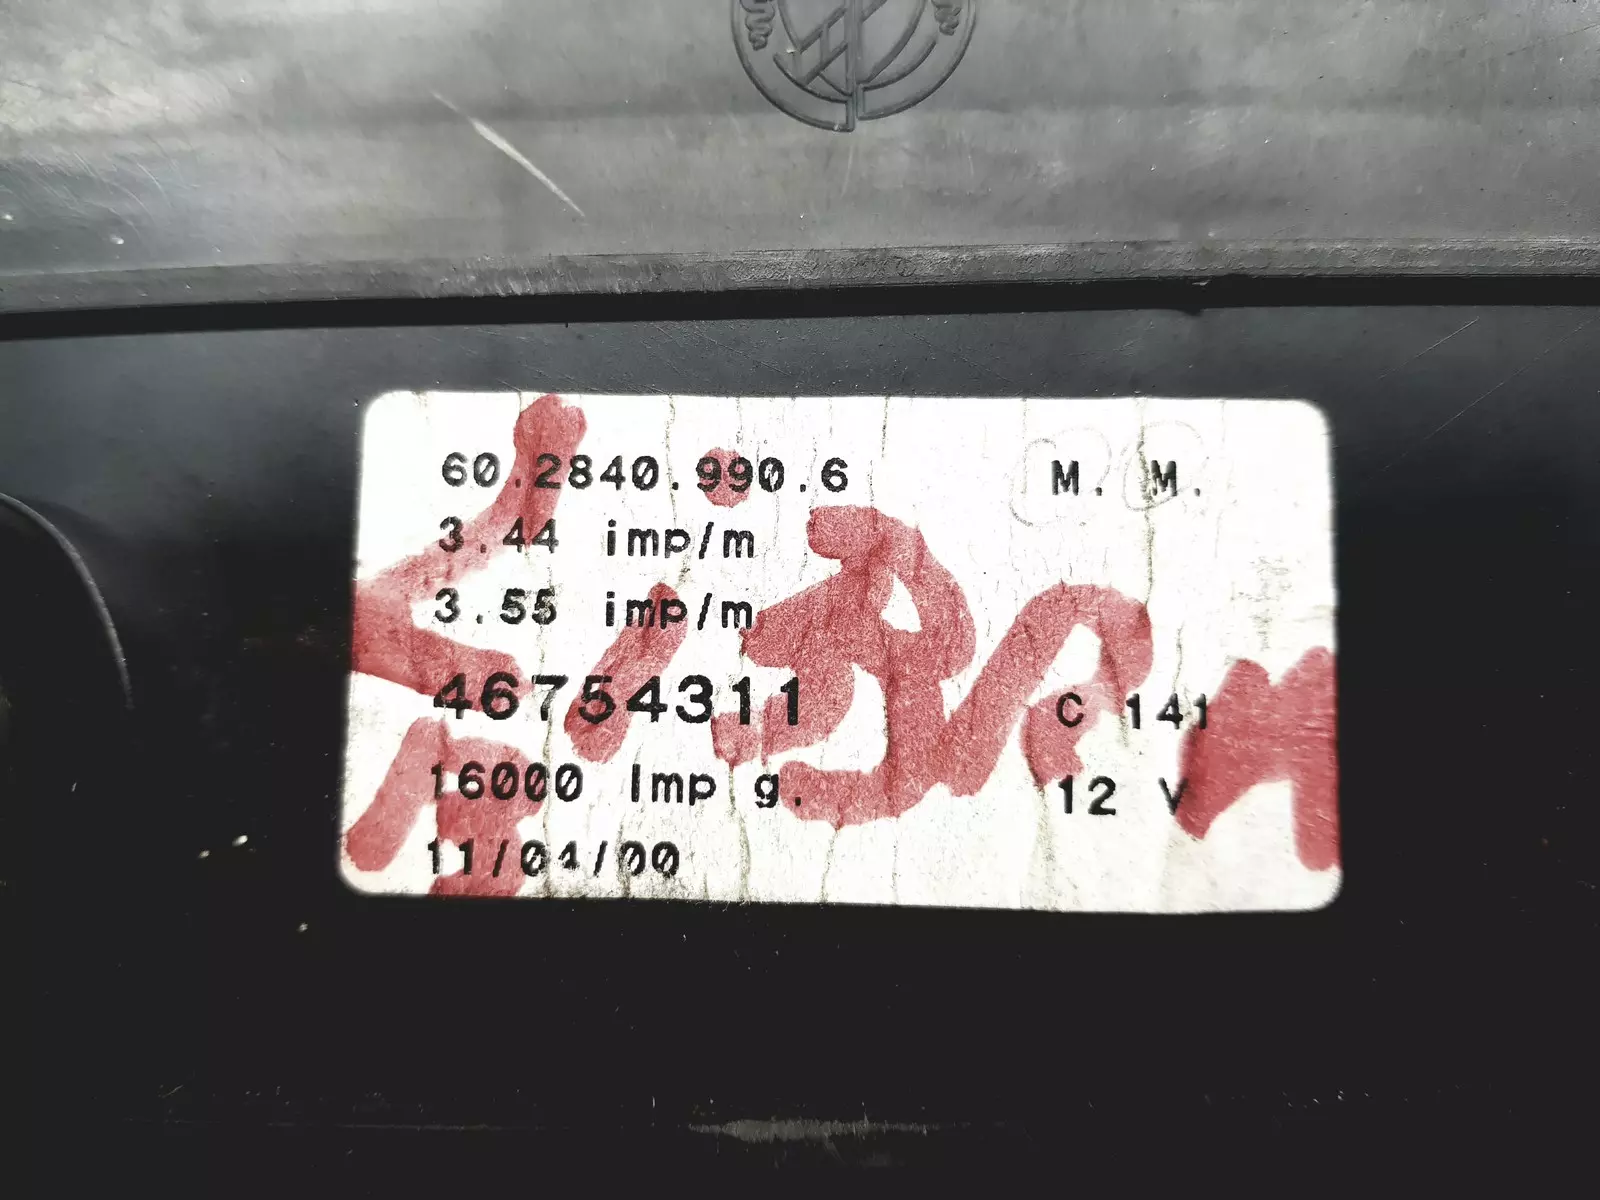 60.2840.990.6 M. M.
3.44 imp/m
3.55 imp/m
46754311 C 141
16000 Imp g. 12 V
11/04/00